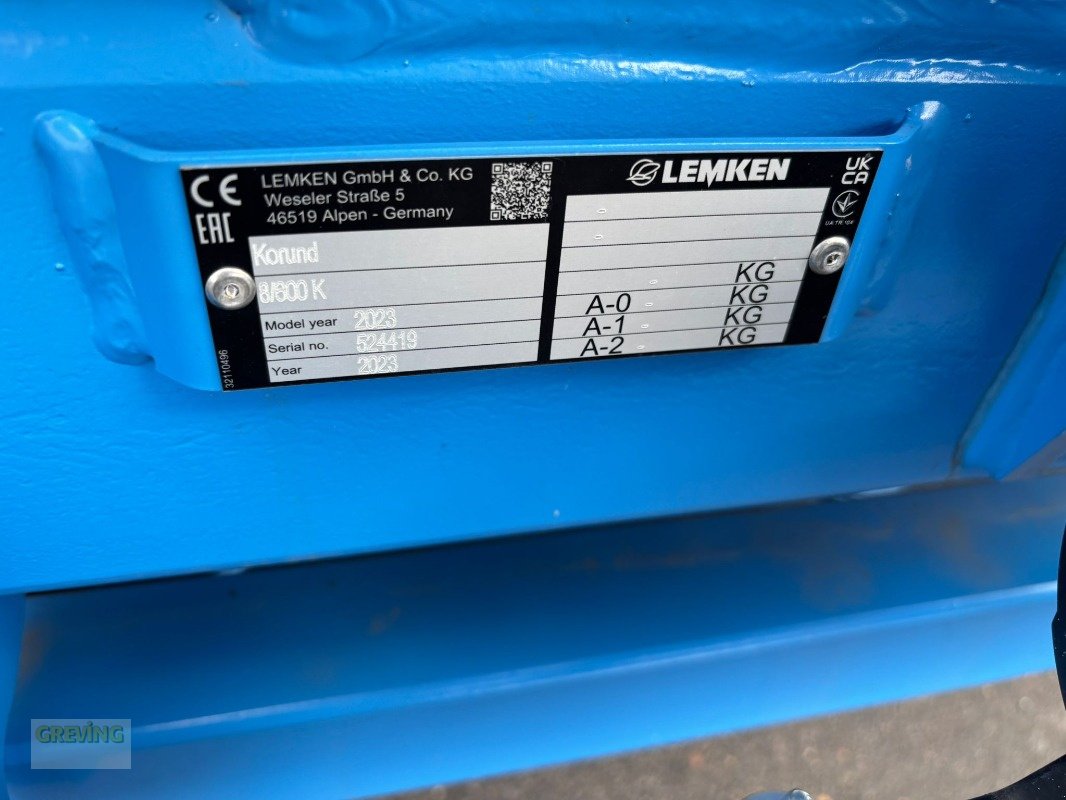 CE
EAC
LEMKEN GmbH & Co. KG
Weseler Straße 5
46519 Alpen - Germany
Korund
8/800 K
Model year 2023
Serial no. 524419
Year 2023
32110496
LEMKEN
UK
CA
-
-
- KG
A-0 - KG
A-1 - KG
A-2 - KG
GREVING